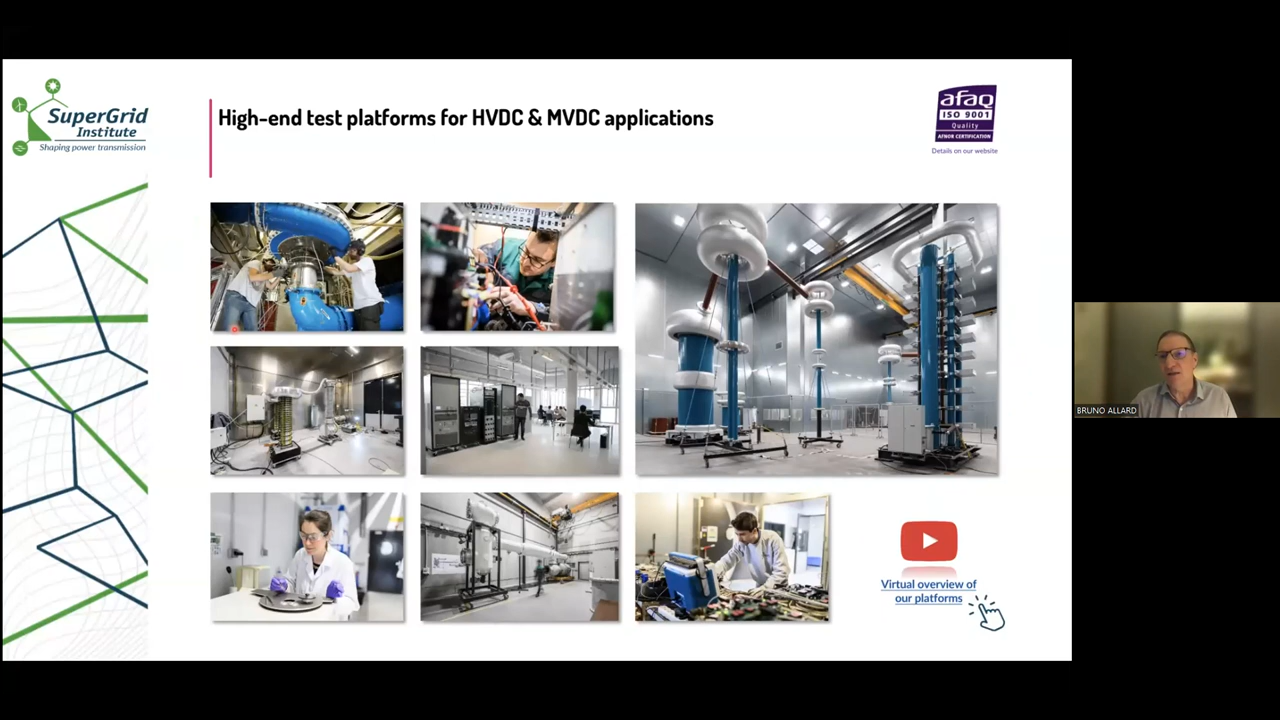 SuperGrid
Institute
Shaping power transmission
High-end test platforms for HVDC & MVDC applications
afaq
ISO 9001
Quality
AFNOR CERTIFICATION
Details on our website
Virtual overview of
our platforms
BRUNO ALLARD